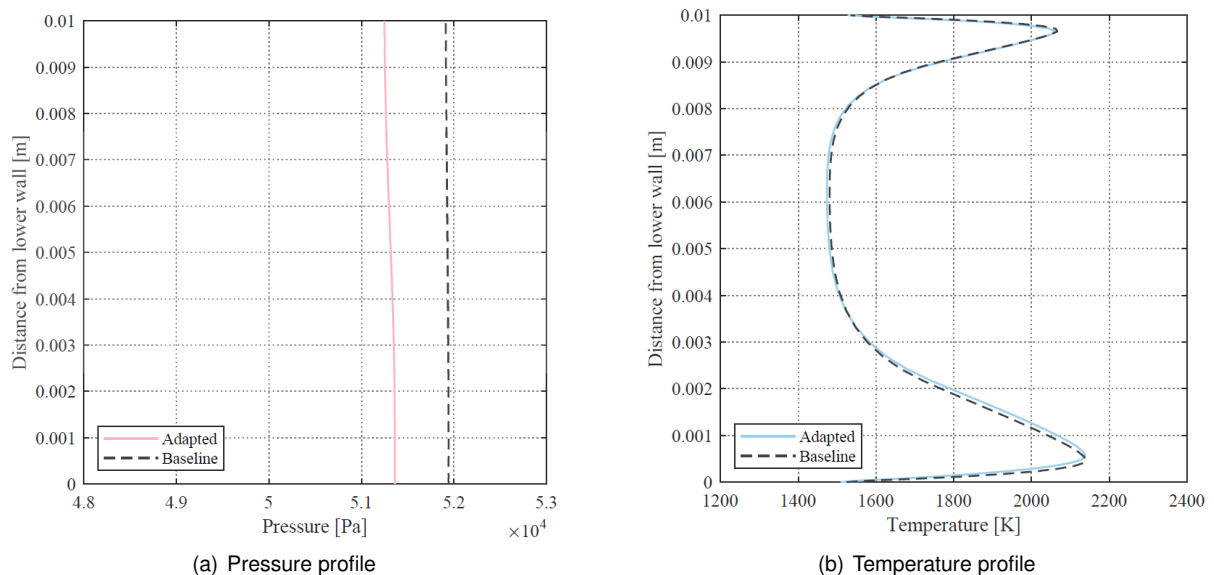 0.01
0.009
0.008
0.007
0.006
0.005
0.004
0.003
0.002
0.001
0
Distance from lower wall [m]
Adapted
Baseline
4.8 4.9 5 5.1 5.2 5.3
Pressure [Pa]
×10⁴
(a) Pressure profile
0.01
0.009
0.008
0.007
0.006
0.005
0.004
0.003
0.002
0.001
0
Distance from lower wall [m]
Adapted
Baseline
1200 1400 1600 1800 2000 2200 2400
Temperature [K]
(b) Temperature profile